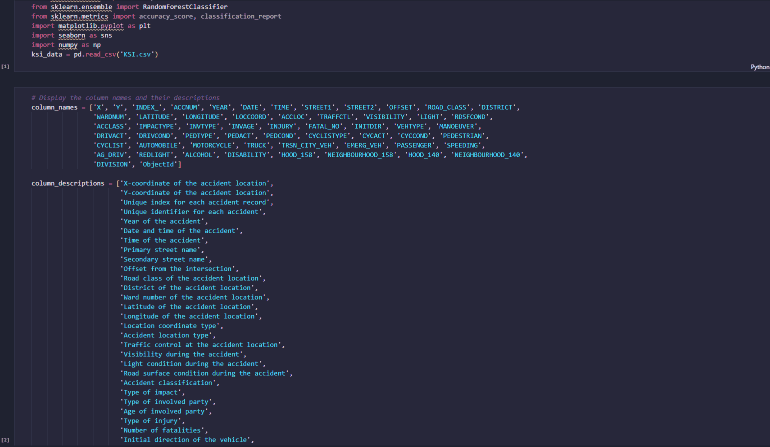 from sklearn.ensemble import RandomForestClassifier
from sklearn.metrics import accuracy_score, classification_report
import matplotlib.pyplot as plt
import seaborn as sns
import numpy as np
ksi_data = pd.read_csv('KSI.csv')
[1]
Python
# Display the column names and their descriptions
column_names = ['X', 'Y', 'INDEX_', 'ACCNUM', 'YEAR', 'DATE', 'TIME', 'STREET1', 'STREET2', 'OFFSET', 'ROAD_CLASS', 'DISTRICT',
'WARDNUM', 'LATITUDE', 'LONGITUDE', 'LOCCOORD', 'ACCLOC', 'TRAFFCTL', 'VISIBILITY', 'LIGHT', 'RDSFCOND',
'ACCLASS', 'IMPACTYPE', 'INVTYPE', 'INVAGE', 'INJURY', 'FATAL_NO', 'INITDIR', 'VEHTYPE', 'MANOEUVER',
'DRIVACT', 'DRIVCOND', 'PEDTYPE', 'PEDACT', 'PEDCOND', 'CYCLISTYPE', 'CYCACT', 'CYCCOND', 'PEDESTRIAN',
'CYCLIST', 'AUTOMOBILE', 'MOTORCYCLE', 'TRUCK', 'TRSN_CITY_VEH', 'EMERG_VEH', 'PASSENGER', 'SPEEDING',
'AG_DRIV', 'REDLIGHT', 'ALCOHOL', 'DISABILITY', 'HOOD_158', 'NEIGHBOURHOOD_158', 'HOOD_140', 'NEIGHBOURHOOD_140',
'DIVISION', 'ObjectId']
column_descriptions = ['X-coordinate of the accident location',
'Y-coordinate of the accident location',
'Unique index for each accident record',
'Unique identifier for each accident',
'Year of the accident',
'Date and time of the accident',
'Time of the accident',
'Primary street name',
'Secondary street name',
'Offset from the intersection',
'Road class of the accident location',
'District of the accident location',
'Ward number of the accident location',
'Latitude of the accident location',
'Longitude of the accident location',
'Location coordinate type',
'Accident location type',
'Traffic control at the accident location',
'Visibility during the accident',
'Light condition during the accident',
'Road surface condition during the accident',
'Accident classification',
'Type of impact',
'Type of involved party',
'Age of involved party',
'Type of injury',
'Number of fatalities',
[2]
'Initial direction of the vehicle',